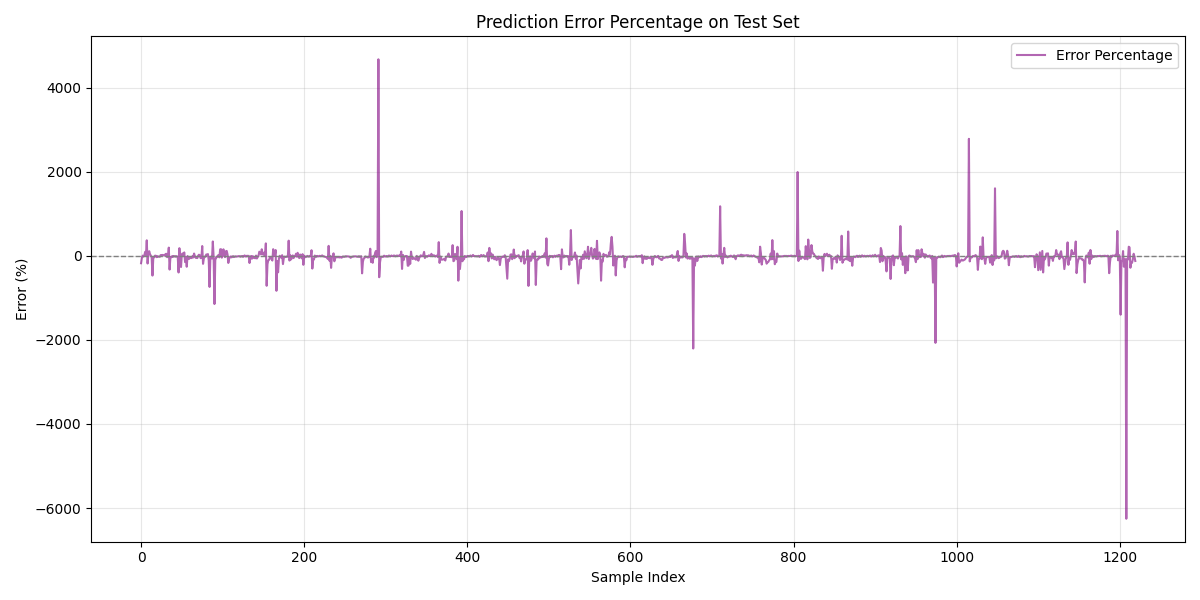 Prediction Error Percentage on Test Set
Error Percentage
4000
2000
0
−2000
−4000
−6000
Error (%)
0 200 400 600 800 1000 1200
Sample Index